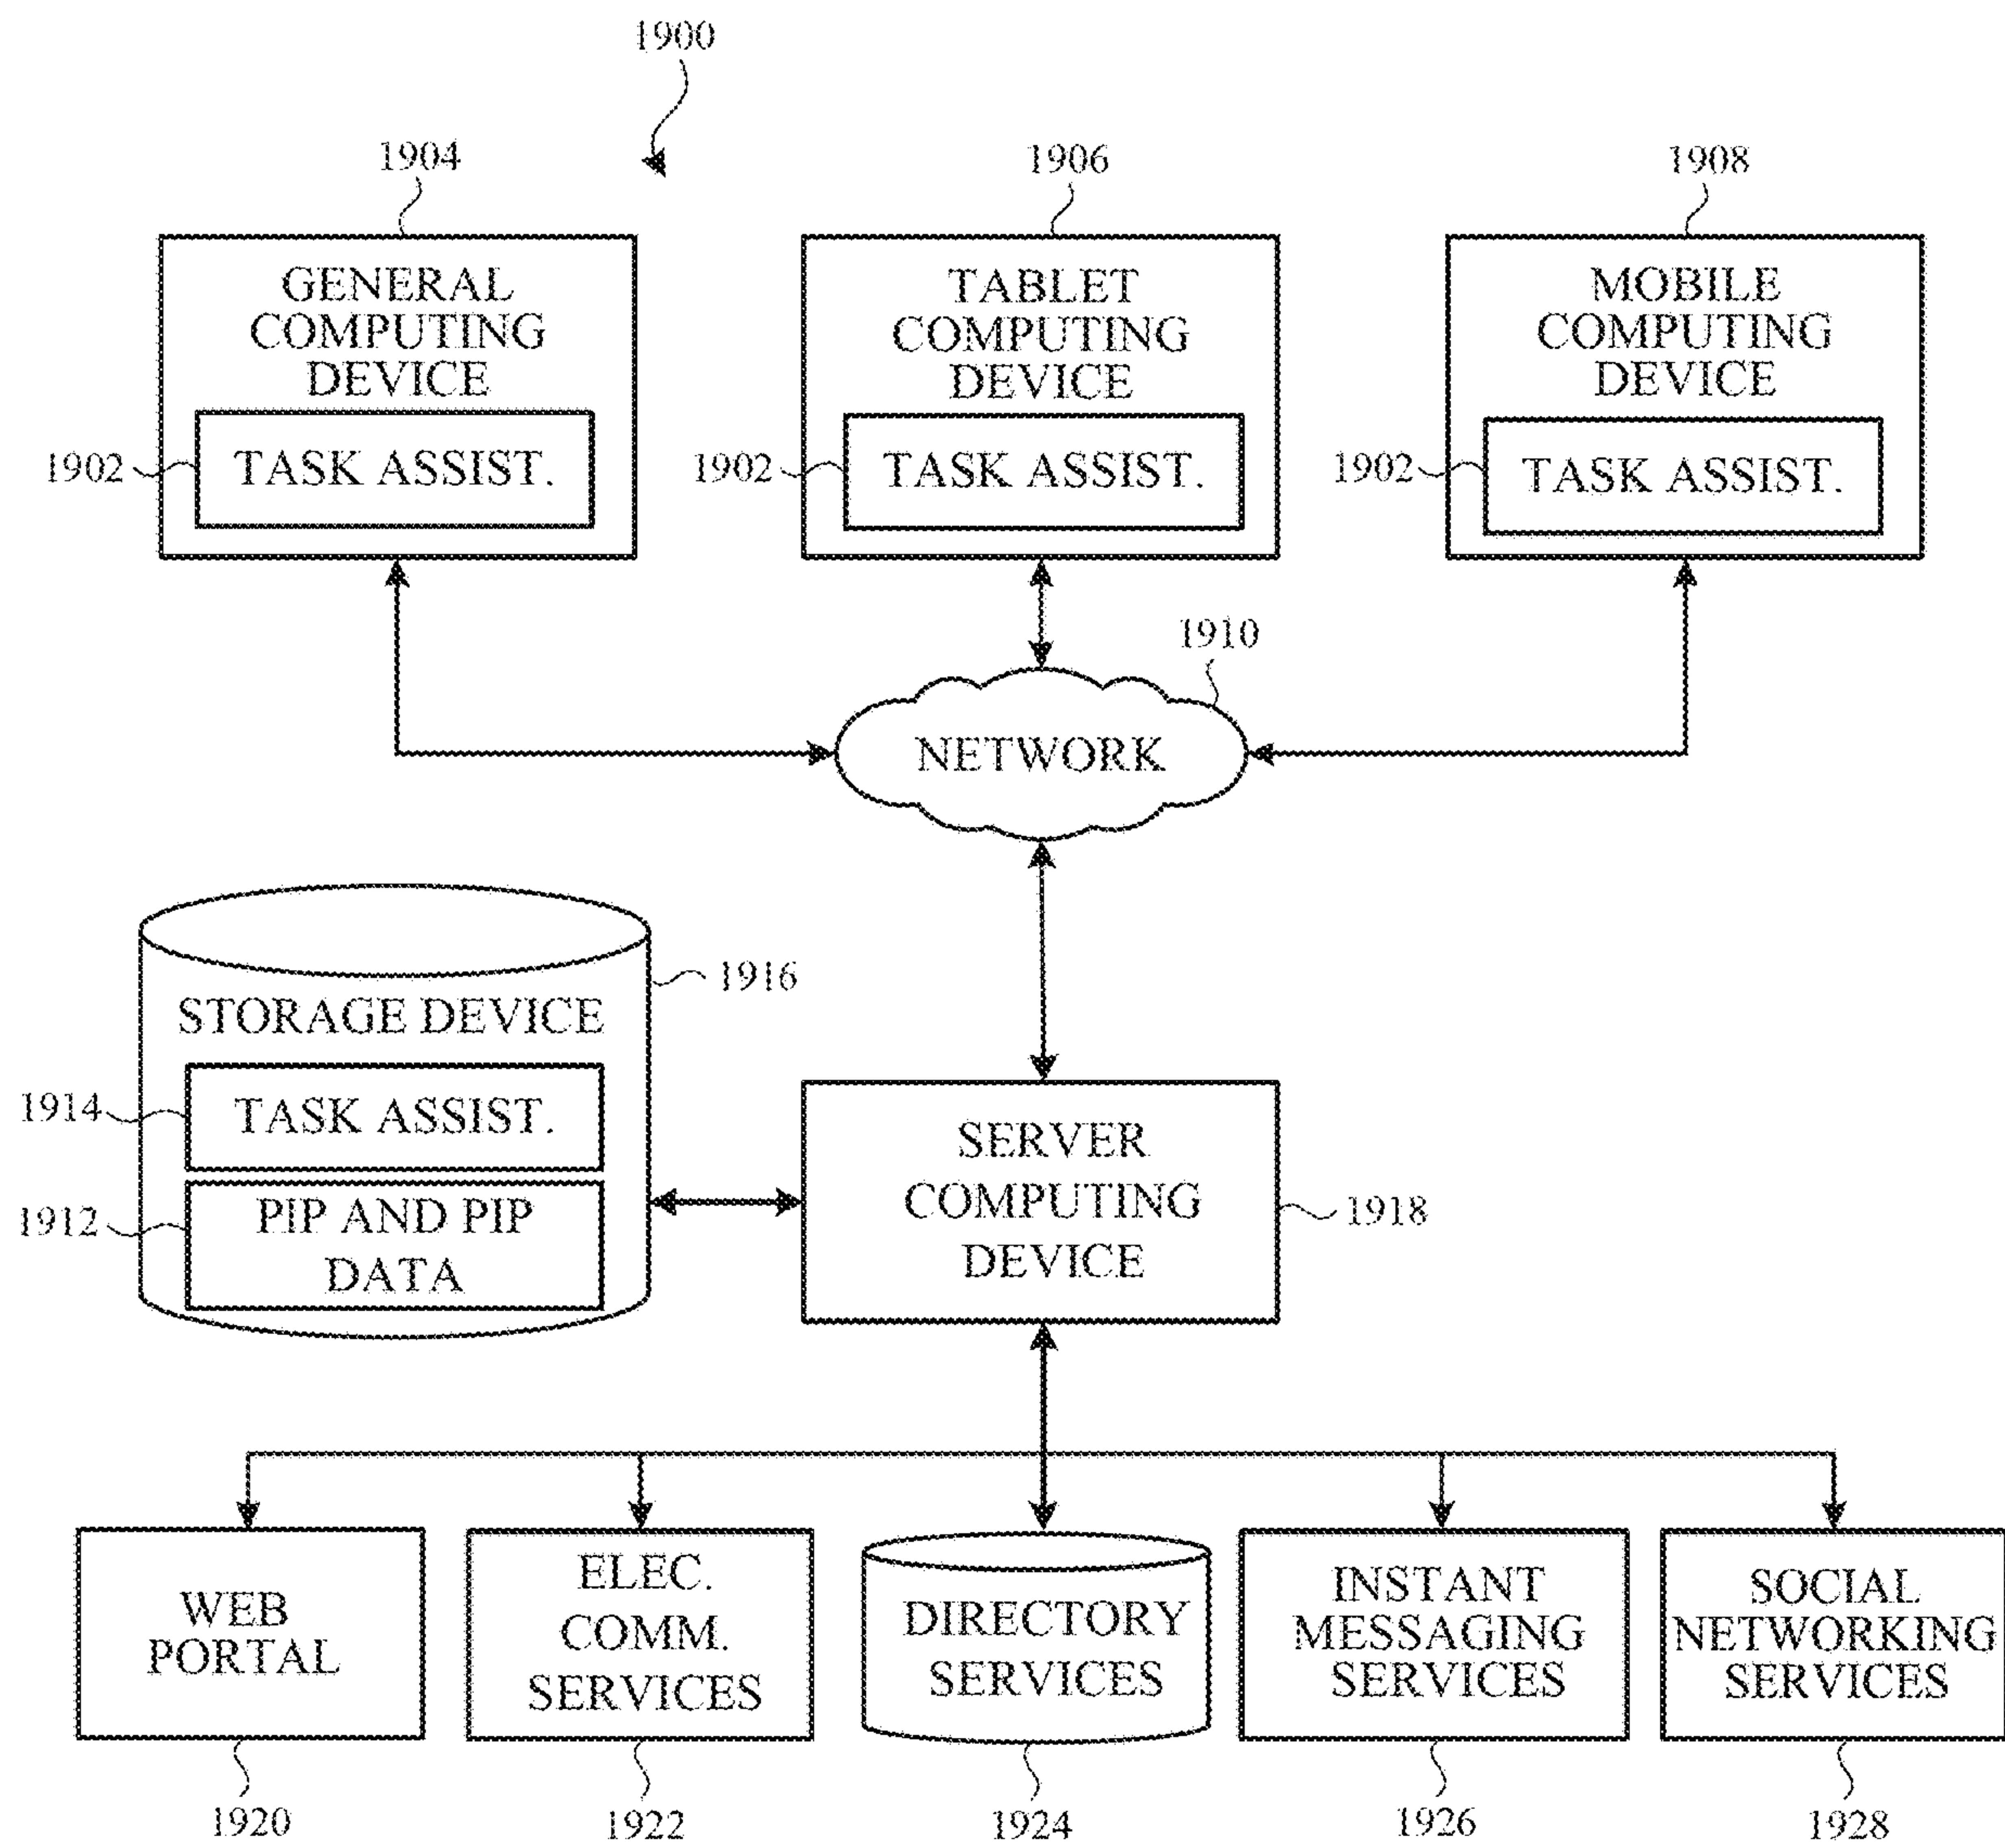 1900
1904
1906
1908
GENERAL
COMPUTING
DEVICE
TABLET
COMPUTING
DEVICE
MOBILE
COMPUTING
DEVICE
1902
TASK ASSIST.
1902
TASK ASSIST.
1902
TASK ASSIST.
1910
NETWORK
1916
STORAGE DEVICE
1914
TASK ASSIST.
1912
PIP AND PIP
DATA
SERVER
COMPUTING
DEVICE
1918
WEB
PORTAL
ELEC.
COMM.
SERVICES
DIRECTORY
SERVICES
INSTANT
MESSAGING
SERVICES
SOCIAL
NETWORKING
SERVICES
1920
1922
1924
1926
1928